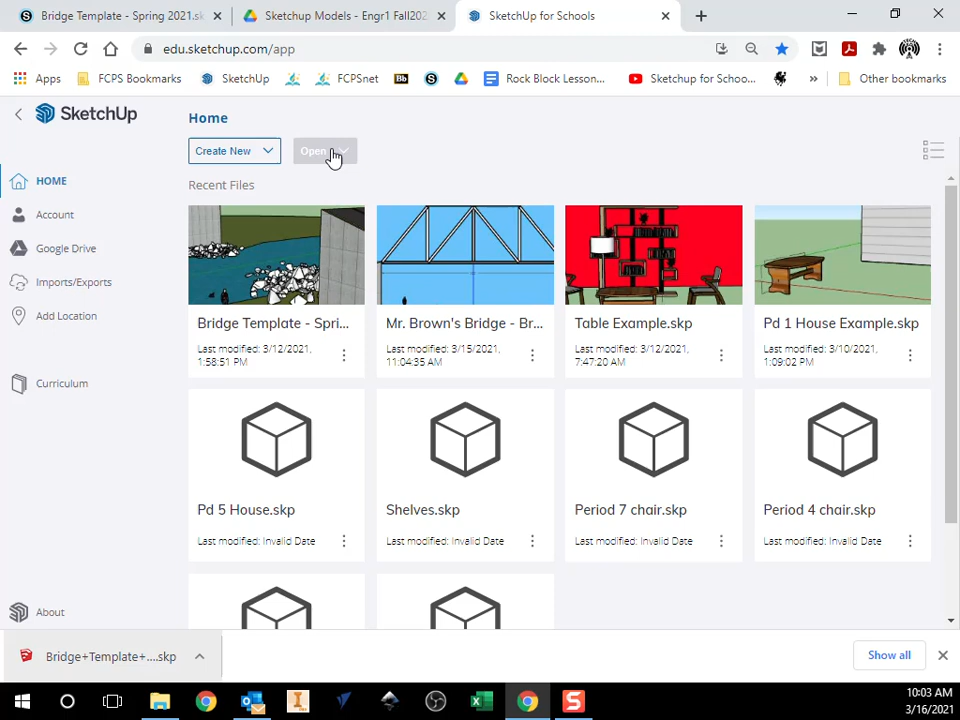 Bridge Template - Spring 2021.sk
Sketchup Models - Engr1 Fall202
SketchUp for Schools
edu.sketchup.com/app
Apps
FCPS Bookmarks
SketchUp
FCPSnet
Bb
Rock Block Lesson...
Sketchup for Schoo...
Other bookmarks
SketchUp
Home
Create New
Open
HOME
Recent Files
Account
Google Drive
Imports/Exports
Add Location
Curriculum
About
Bridge Template - Spri...
Last modified: 3/12/2021, 1:58:51 PM
Mr. Brown's Bridge - Br...
Last modified: 3/15/2021, 11:04:35 AM
Table Example.skp
Last modified: 3/12/2021, 7:47:20 AM
Pd 1 House Example.skp
Last modified: 3/10/2021, 1:09:02 PM
Pd 5 House.skp
Last modified: Invalid Date
Shelves.skp
Last modified: Invalid Date
Period 7 chair.skp
Last modified: Invalid Date
Period 4 chair.skp
Last modified: Invalid Date
Bridge+Template+....skp
Show all
10:03 AM
3/16/2021